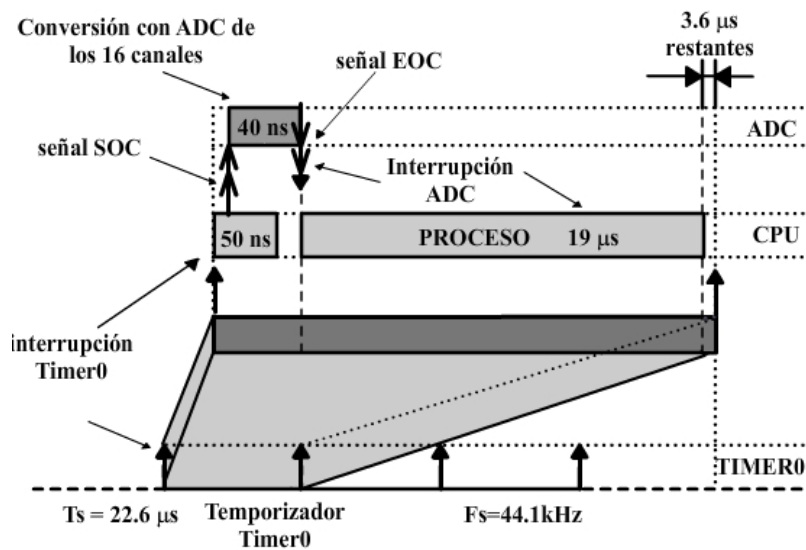 Conversión con ADC de
los 16 canales
señal EOC
3.6 µs
restantes
40 ns
ADC
señal SOC
Interrupción
ADC
50 ns
PROCESO 19 µs
CPU
interrupción
Timer0
TIMER0
Ts = 22.6 µs
Temporizador
Timer0
Fs=44.1kHz